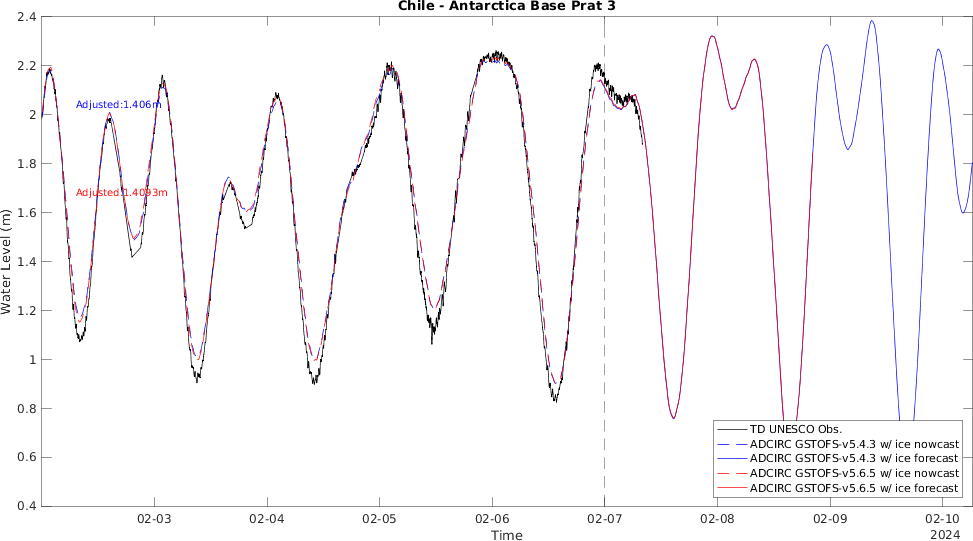 Chile - Antarctica Base Prat 3
2.4
2.2
2
1.8
1.6
1.4
1.2
1
0.8
0.6
0.4
Water Level (m)
Adjusted:1.406m
Adjusted:1.4093m
TD UNESCO Obs.
ADCIRC GSTOFS-v5.4.3 w/ ice nowcast
ADCIRC GSTOFS-v5.4.3 w/ ice forecast
ADCIRC GSTOFS-v5.6.5 w/ ice nowcast
ADCIRC GSTOFS-v5.6.5 w/ ice forecast
02-03 02-04 02-05 02-06 02-07 02-08 02-09 02-10
Time
2024